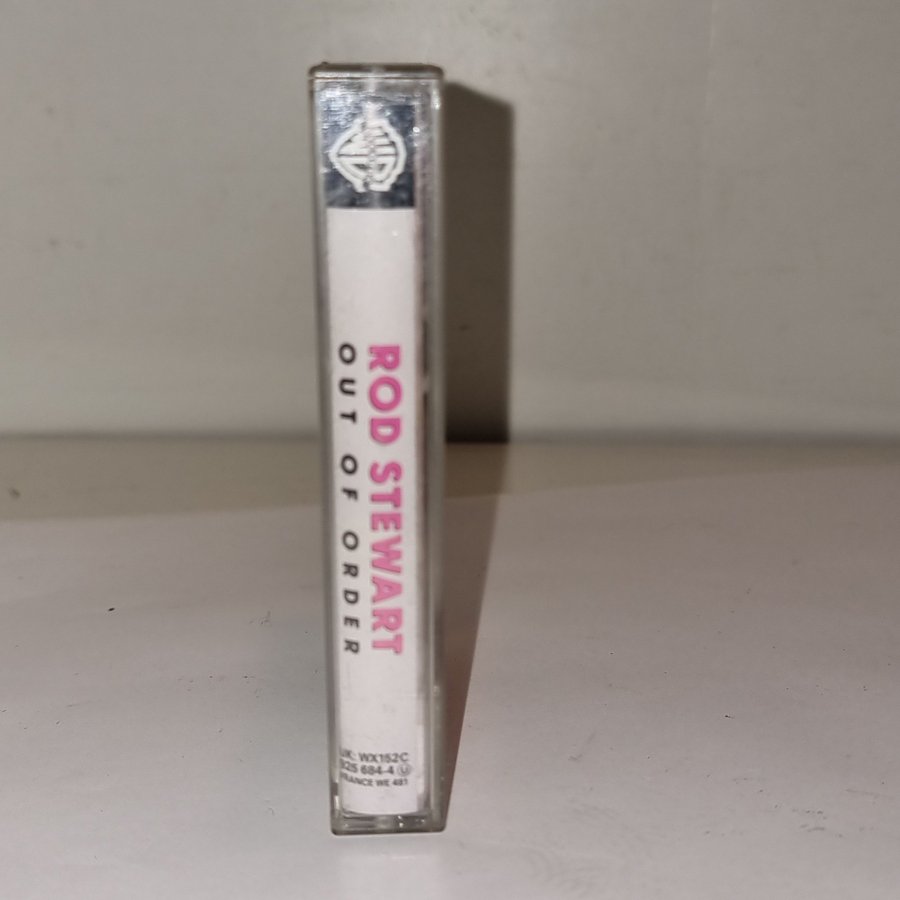 ROD STEWART
OUT OF ORDER
UK: WX152C
925 684-4 U
FRANCE WE 481